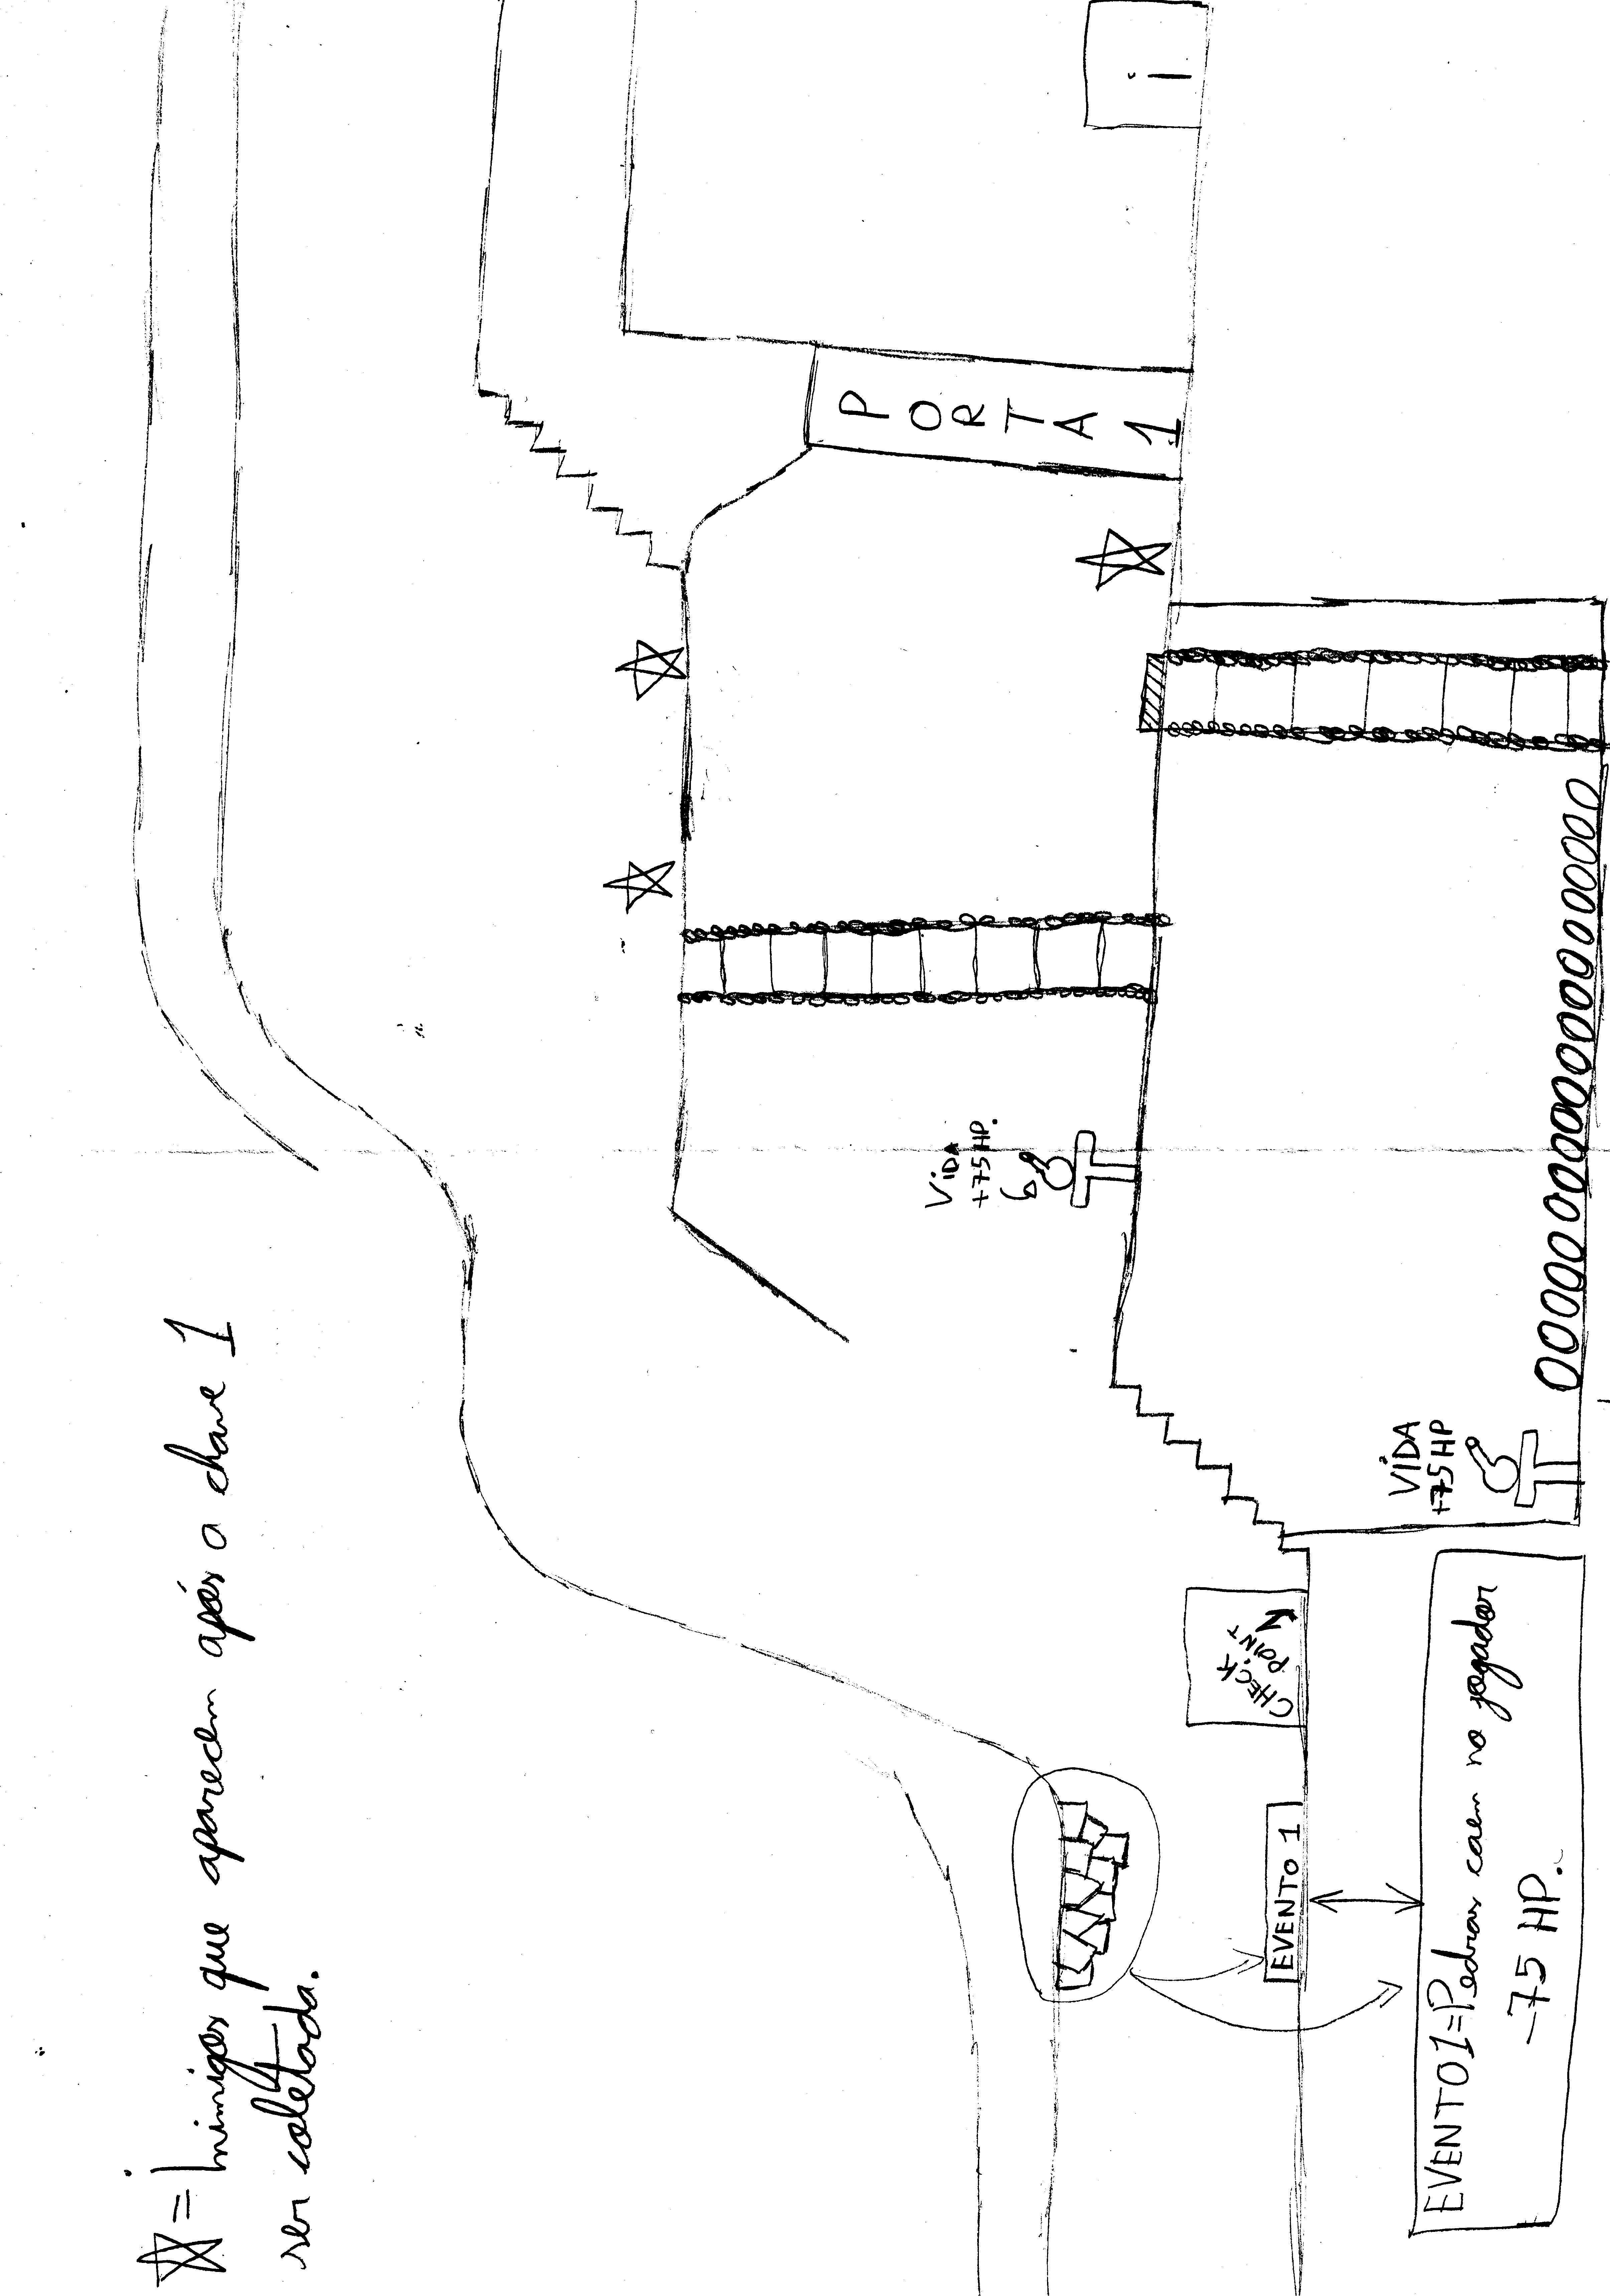 ☆ = Inimigos que aparecem após a chave 1
ser coletada.
VIDA
+75 HP.
PORTA 1
i
CHECK
POINT
EVENTO 1
VIDA
+75 HP
EVENTO 1 = Pedras caem no jogador
-75 HP.